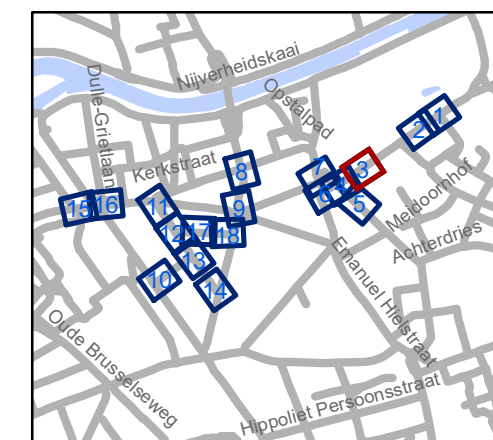 Nijverheidskaai
Dulle-Grietlaan
Opstalpad
Kerkstraat
1
2
3
4
5
6
7
8
9
10
11
12
13
14
15
16
17
18
Meidoornhof
Achterdries
Emanuel Hielstraat
Oude Brusselseweg
Hippoliet Persoonsstraat